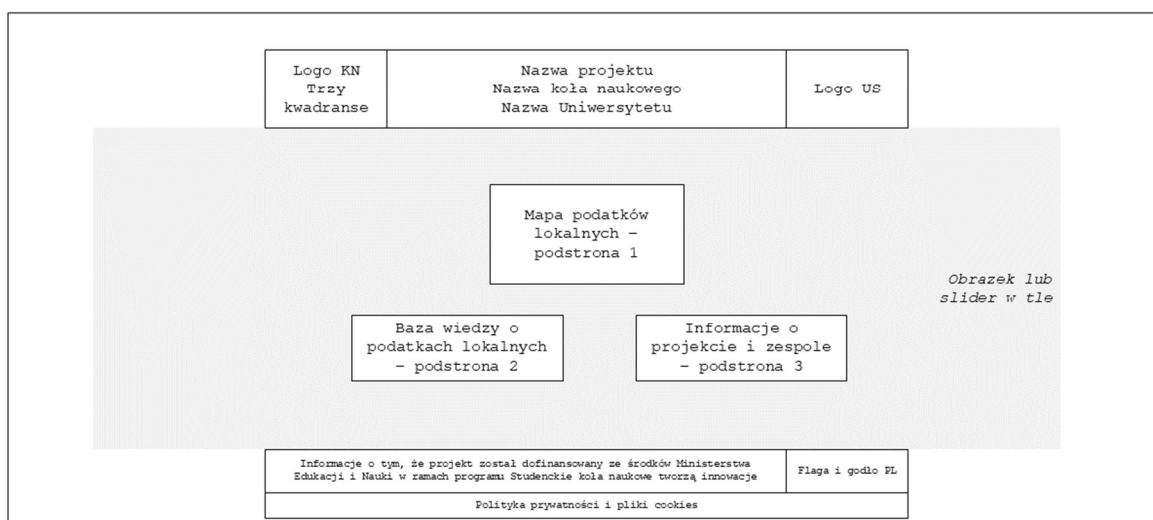 Logo KN
Trzy
kwadranse
Nazwa projektu
Nazwa koła naukowego
Nazwa Uniwersytetu
Logo US
Mapa podatków
lokalnych –
podstrona 1
Obrazek lub
slider w tle
Baza wiedzy o
podatkach lokalnych
– podstrona 2
Informacje o
projekcie i zespole
– podstrona 3
Informacje o tym, że projekt został dofinansowany ze środków Ministerstwa
Edukacji i Nauki w ramach programu Studenckie koła naukowe tworzą innowacje
Flaga i godło PL
Polityka prywatności i pliki cookies